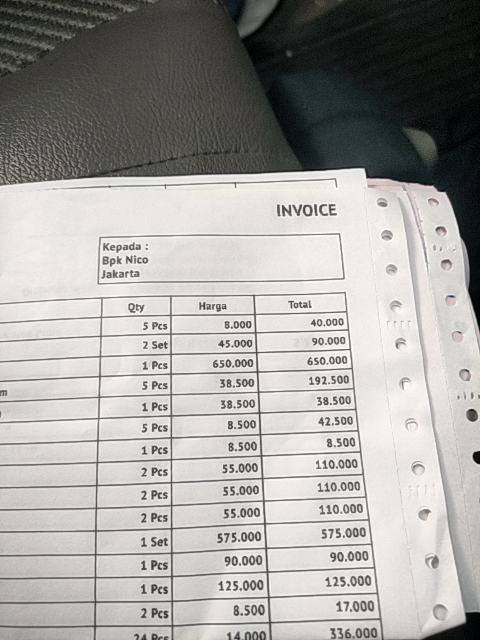 INVOICE
Kepada :
Bpk Nico
Jakarta
Qty Harga Total
5 Pcs 8.000 40.000
2 Set 45.000 90.000
1 Pcs 650.000 650.000
m 5 Pcs 38.500 192.500
1 Pcs 38.500 38.500
5 Pcs 8.500 42.500
1 Pcs 8.500 8.500
2 Pcs 55.000 110.000
2 Pcs 55.000 110.000
2 Pcs 55.000 110.000
1 Set 575.000 575.000
1 Pcs 90.000 90.000
1 Pcs 125.000 125.000
2 Pcs 8.500 17.000
24 Pcs 14.000 336.000